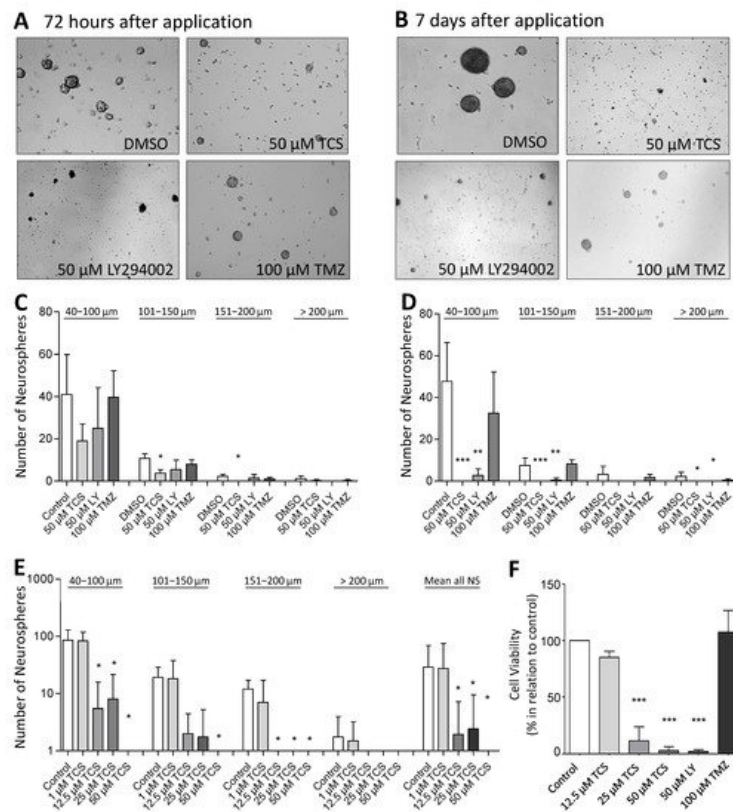 A 72 hours after application
B 7 days after application
DMSO
50 µM TCS
50 µM LY294002
100 µM TMZ
DMSO
50 µM TCS
50 µM LY294002
100 µM TMZ
C
40–100 µm 101–150 µm 151–200 µm > 200 µm
Number of Neurospheres
80
60
40
20
0
* *
Control 50 µM TCS 50 µM LY 100 µM TMZ DMSO 50 µM TCS 50 µM LY 100 µM TMZ DMSO 50 µM TCS 50 µM LY 100 µM TMZ DMSO 50 µM TCS 50 µM LY 100 µM TMZ
D
40–100 µm 101–150 µm 151–200 µm > 200 µm
Number of Neurospheres
80
60
40
20
0
*** ** *** ** * *
Control 50 µM TCS 50 µM LY 100 µM TMZ DMSO 50 µM TCS 50 µM LY 100 µM TMZ DMSO 50 µM TCS 50 µM LY 100 µM TMZ DMSO 50 µM TCS 50 µM LY 100 µM TMZ
E
40–100 µm 101–150 µm 151–200 µm > 200 µm Mean all NS
Number of Neurospheres
1000
100
10
1
* * * * * * * * * *
Control 1 µM TCS 12.5 µM TCS 25 µM TCS 50 µM TCS Control 1 µM TCS 12.5 µM TCS 25 µM TCS 50 µM TCS Control 1 µM TCS 12.5 µM TCS 25 µM TCS 50 µM TCS Control 1 µM TCS 12.5 µM TCS 25 µM TCS 50 µM TCS Control 1 µM TCS 12.5 µM TCS 25 µM TCS 50 µM TCS
F
Cell Viability
(% in relation to control)
150
100
50
0
*** *** ***
Control 12.5 µM TCS 25 µM TCS 50 µM TCS 50 µM LY 100 µM TMZ